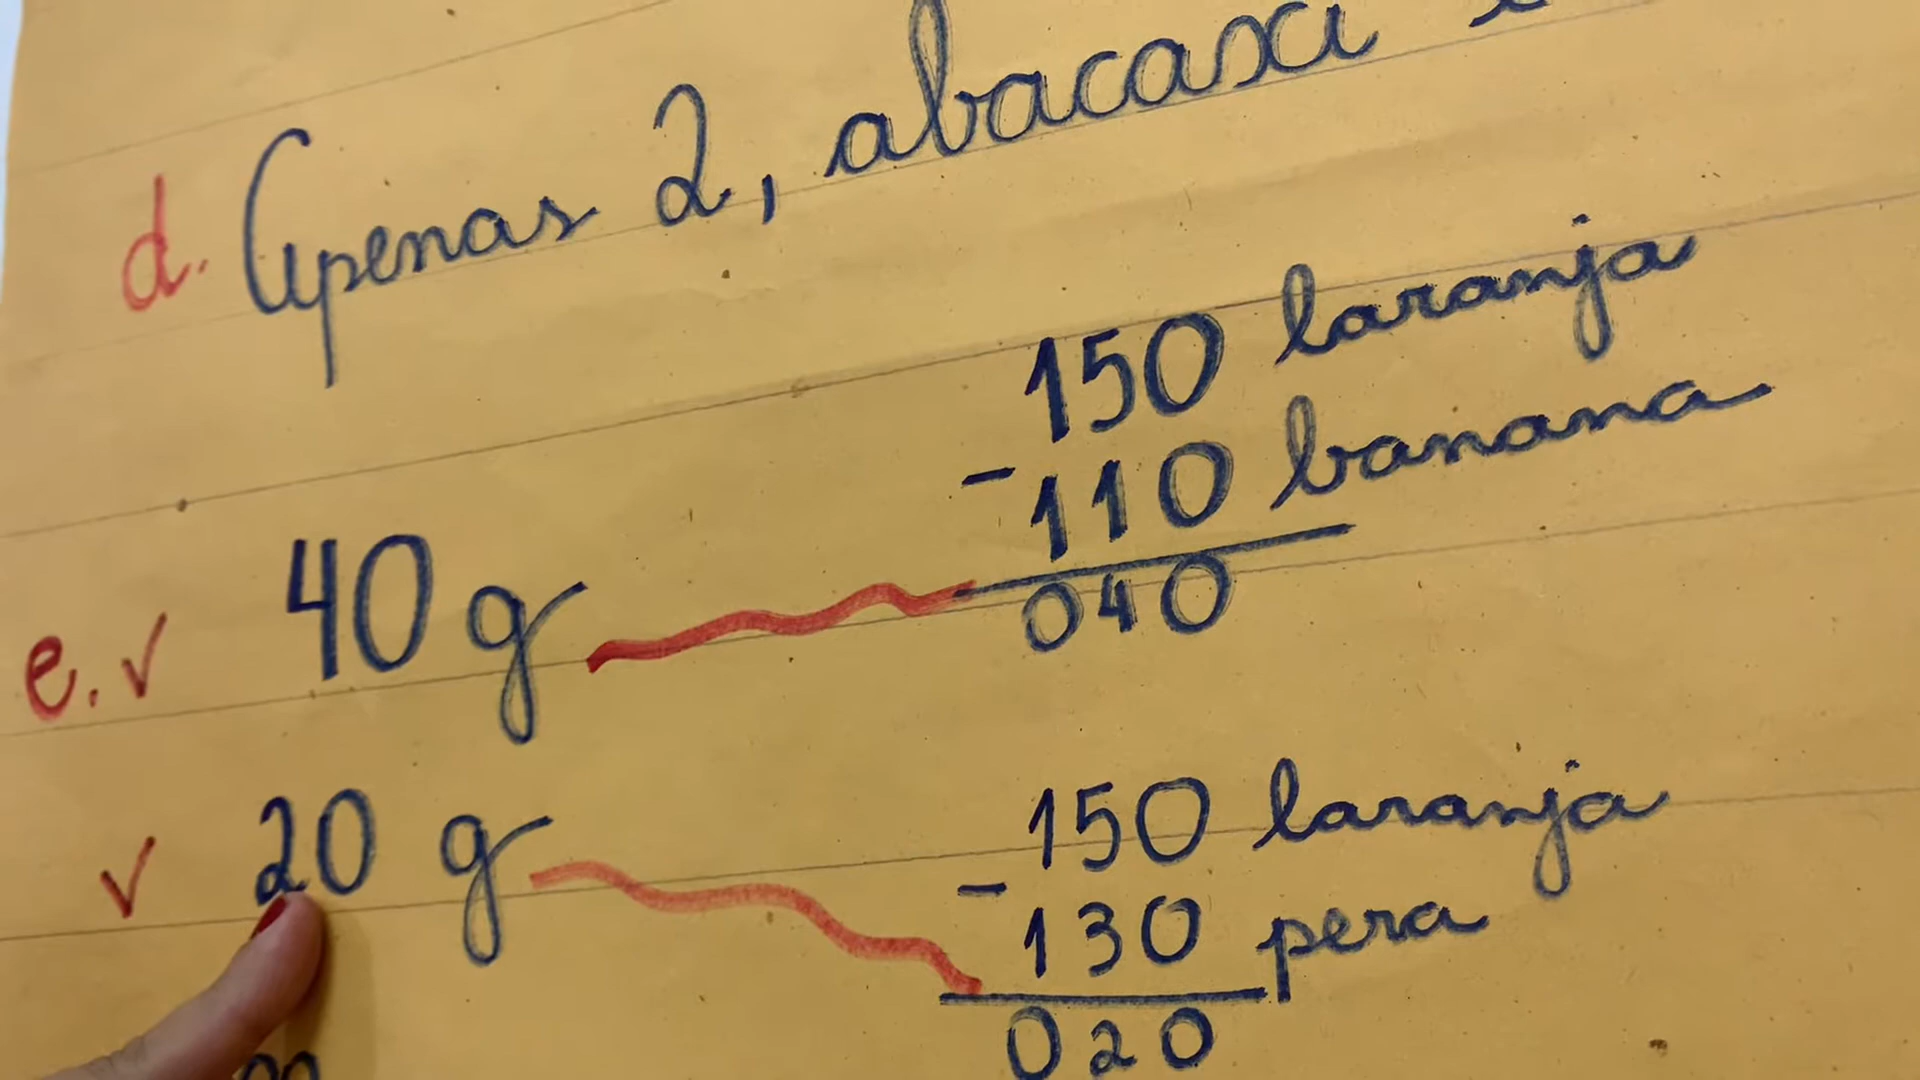 d. Apenas 2, abacaxi
150 laranja
- 110 banana
e. √ 40 g 040
150 laranja
√ 20 g
- 130 pera
020